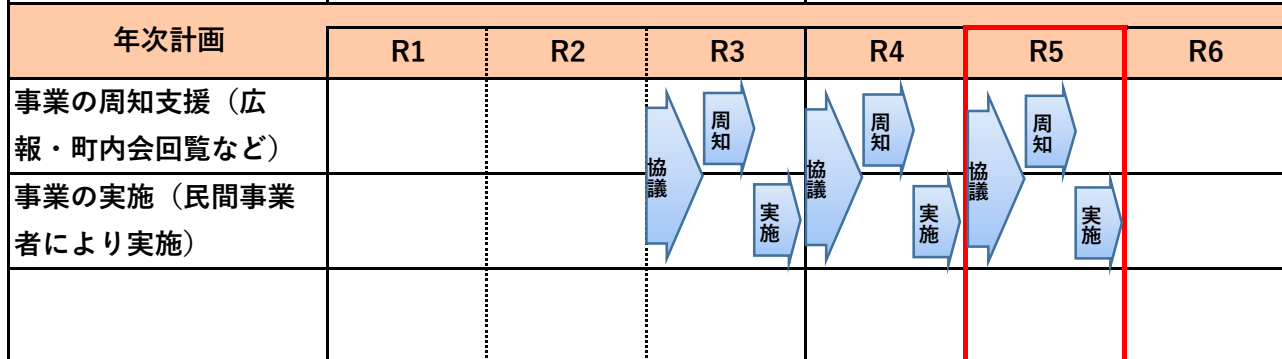 年次計画
R1
R2
R3
R4
R5
R6
事業の周知支援（広
報・町内会回覧など）
事業の実施（民間事業
者により実施）
協議
周知
実施
協議
周知
実施
協議
周知
実施